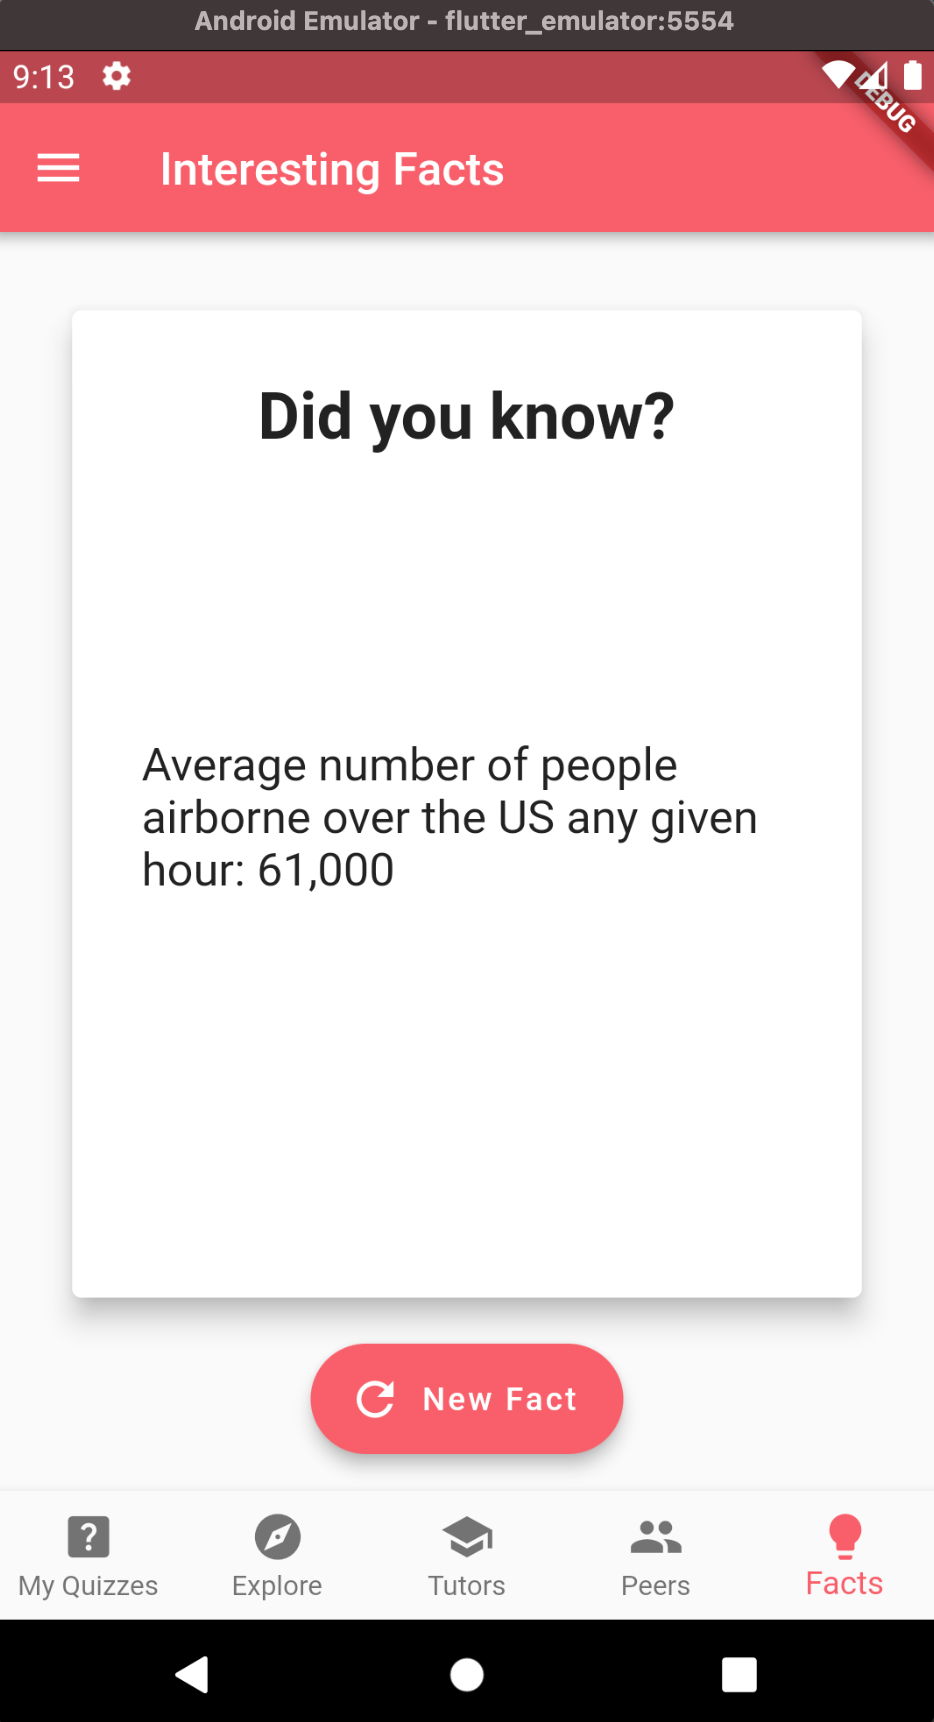 Android Emulator - flutter_emulator:5554
9:13
DEBUG
Interesting Facts
Did you know?
Average number of people
airborne over the US any given
hour: 61,000
New Fact
My Quizzes
Explore
Tutors
Peers
Facts